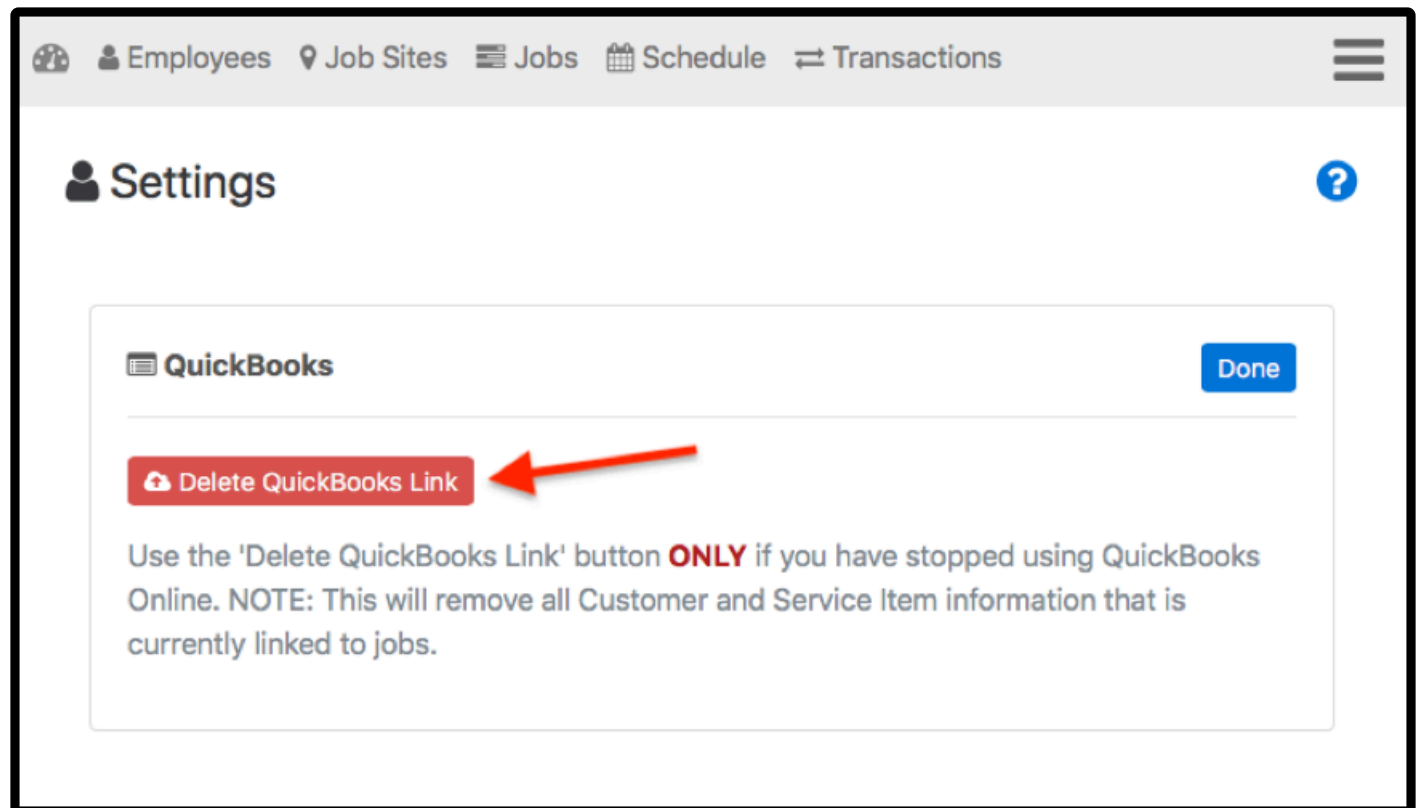 Employees Job Sites Jobs Schedule Transactions
Settings
QuickBooks
Done
Delete QuickBooks Link
Use the 'Delete QuickBooks Link' button ONLY if you have stopped using QuickBooks
Online. NOTE: This will remove all Customer and Service Item information that is
currently linked to jobs.